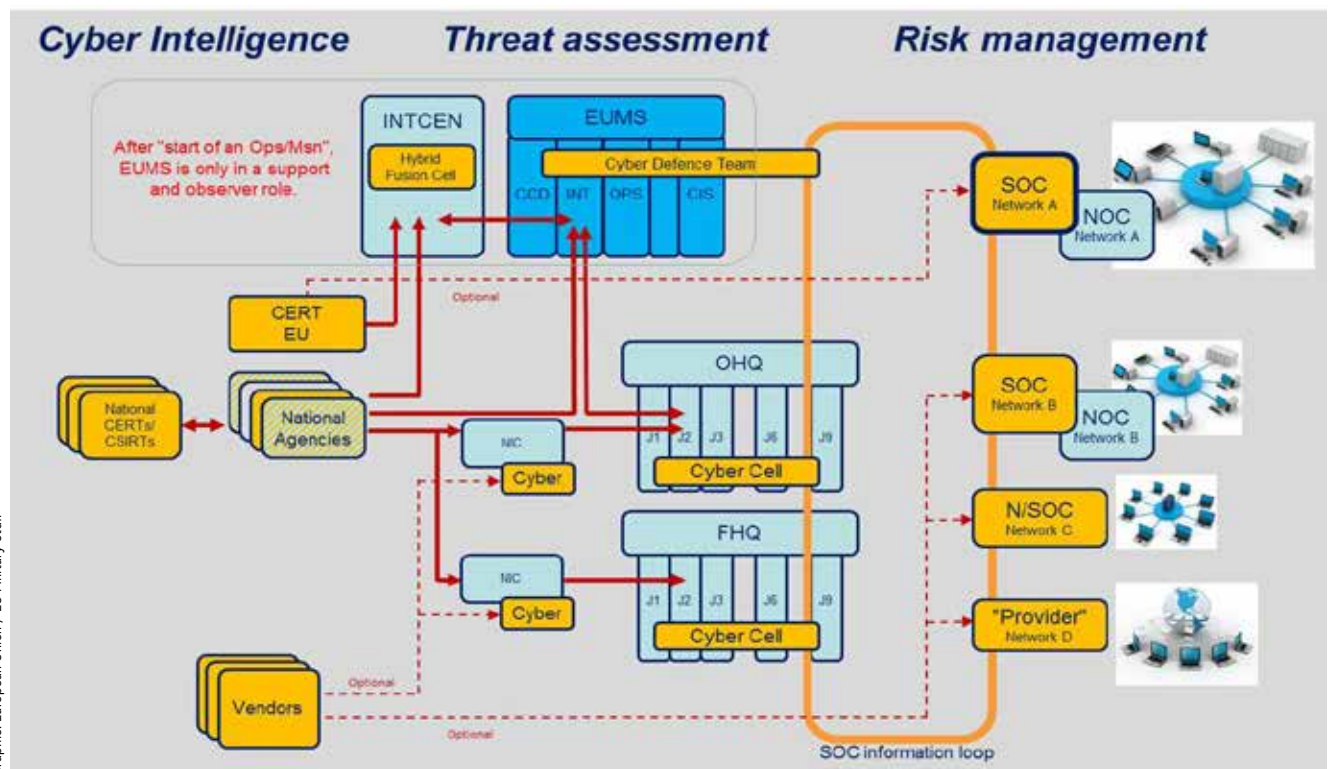 Cyber Intelligence
Threat assessment
Risk management
After "start of an Ops/Msn",
EUMS is only in a support
and observer role.
INTCEN
Hybrid
Fusion Cell
EUMS
Cyber Defence Team
CCD
INT
OPS
CIS
SOC
Network A
NOC
Network A
Optional
CERT
EU
National
CERTs/
CSIRTs
National
Agencies
NIC
Cyber
OHQ
J1
J2
J3
J6
J9
Cyber Cell
SOC
Network B
NOC
Network B
N/SOC
Network C
NIC
Cyber
FHQ
J1
J2
J3
J6
J9
Cyber Cell
"Provider"
Network D
Vendors
Optional
Optional
SOC information loop